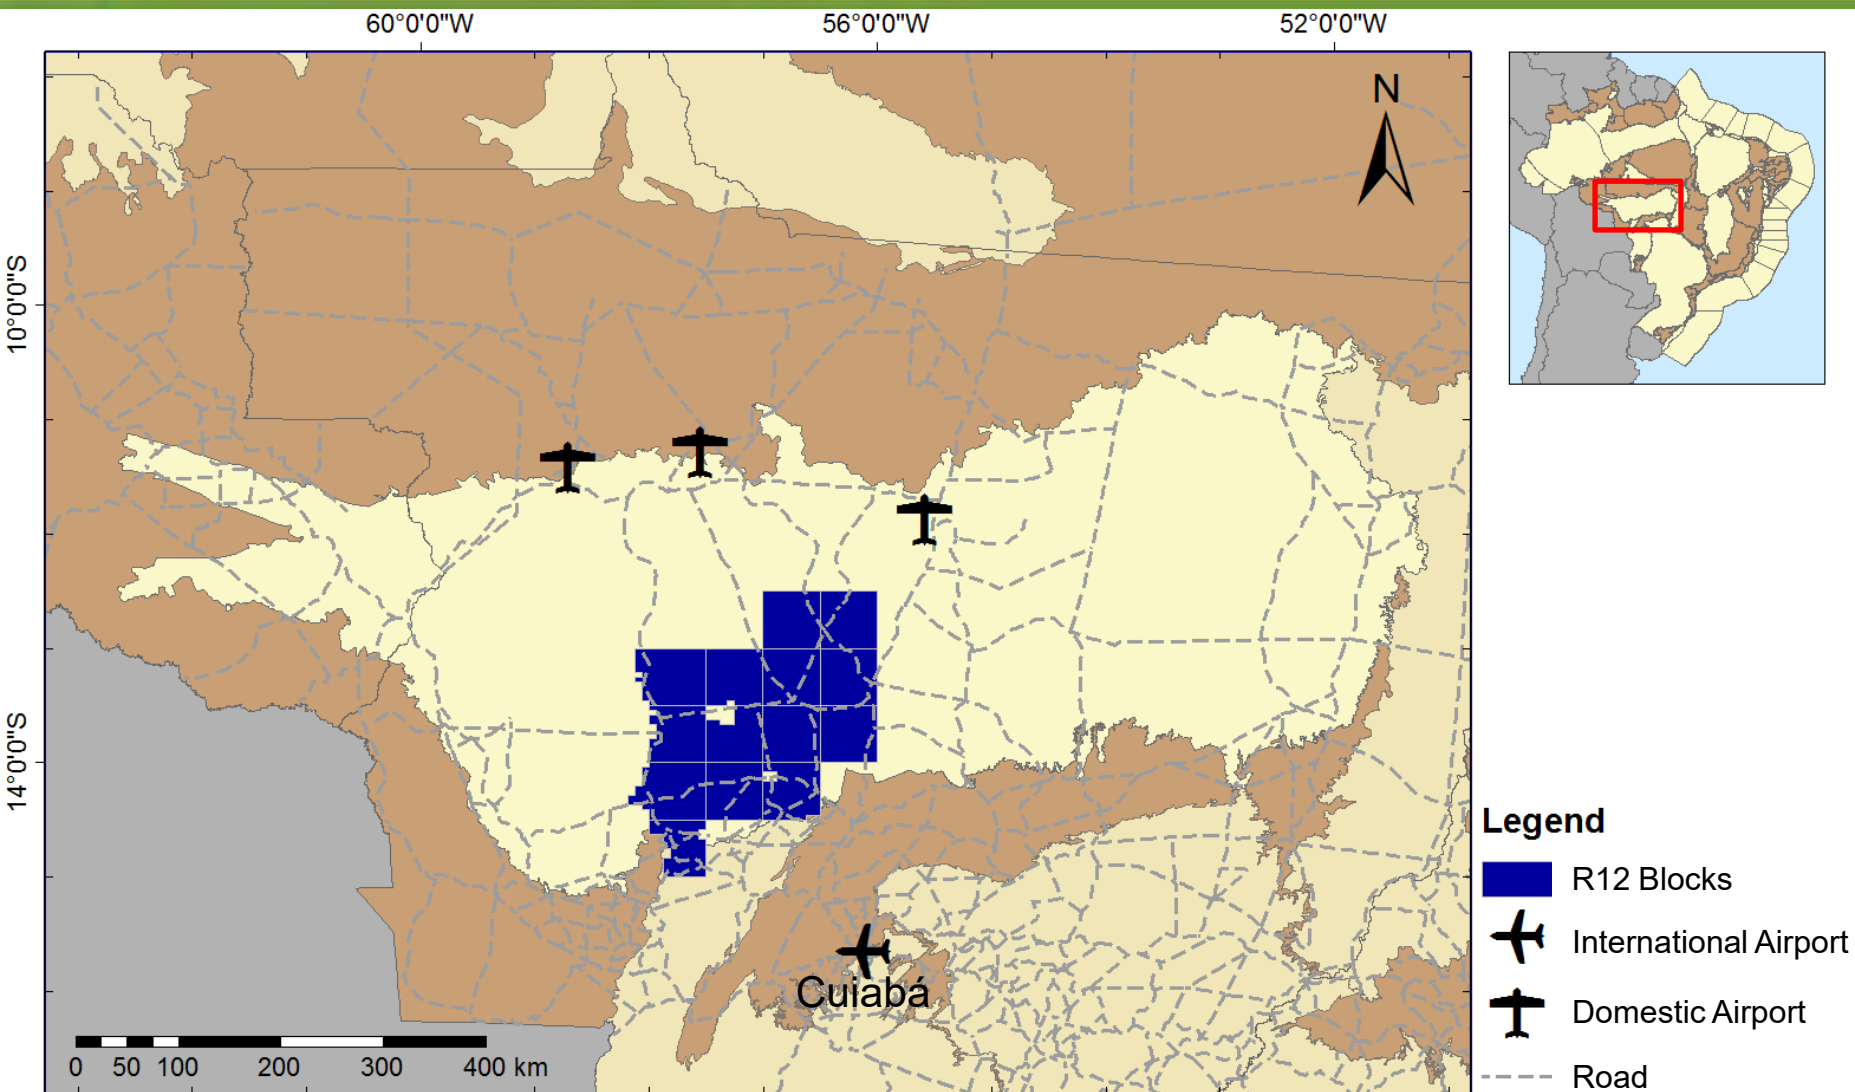 60°0'0"W 56°0'0"W 52°0'0"W
N
10°0'0"S
14°0'0"S
Cuiabá
0 50 100 200 300 400 km
Legend
R12 Blocks
International Airport
Domestic Airport
Road